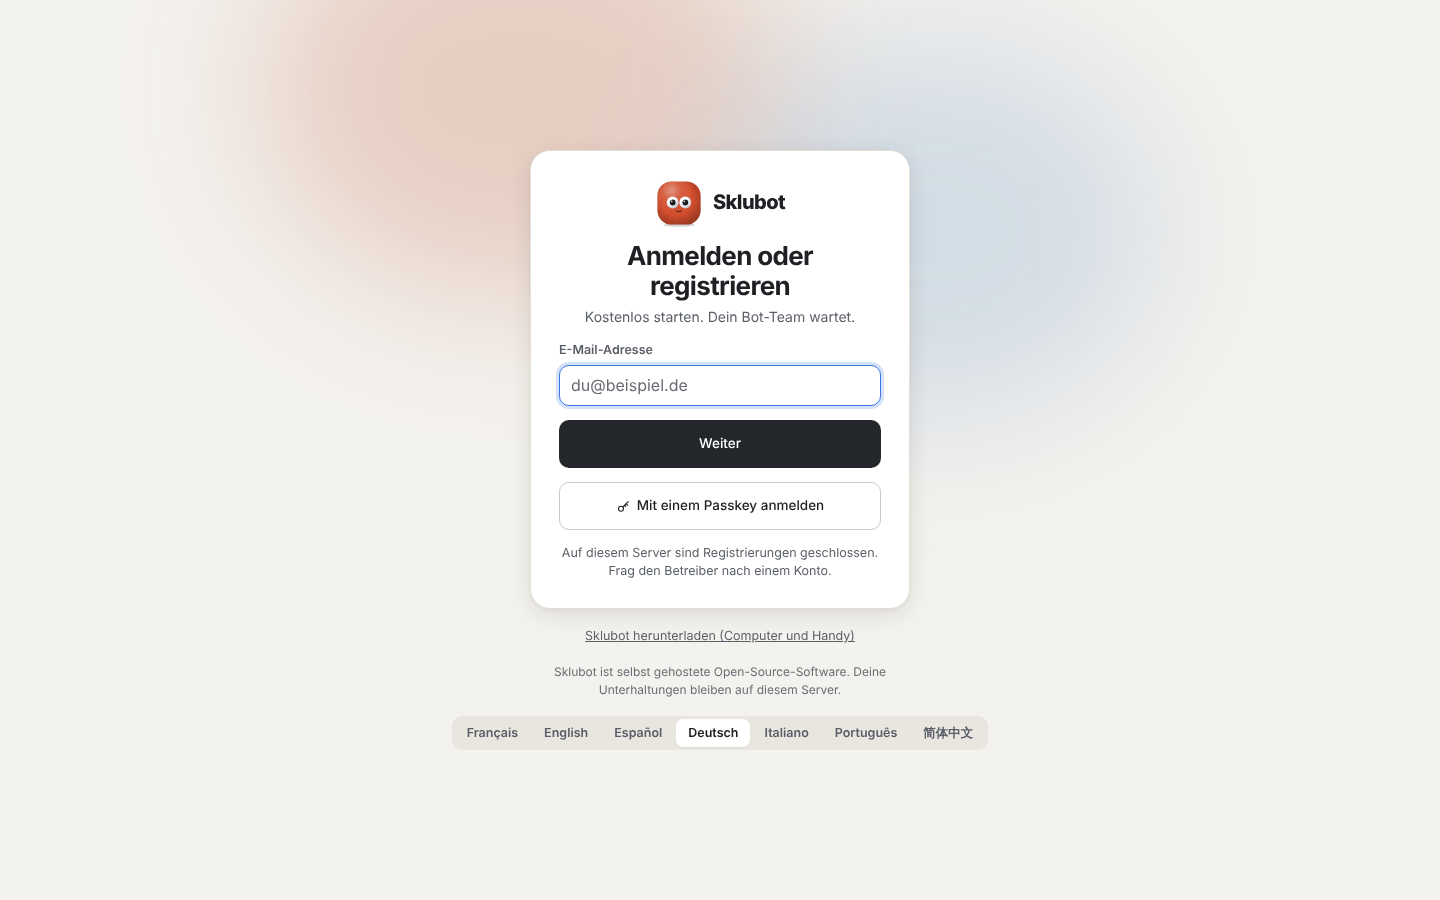 Sklubot
Anmelden oder
registrieren
Kostenlos starten. Dein Bot-Team wartet.
E-Mail-Adresse
du@beispiel.de
Weiter
Mit einem Passkey anmelden
Auf diesem Server sind Registrierungen geschlossen.
Frag den Betreiber nach einem Konto.
Sklubot herunterladen (Computer und Handy)
Sklubot ist selbst gehostete Open-Source-Software. Deine
Unterhaltungen bleiben auf diesem Server.
Français English Español Deutsch Italiano Português 简体中文